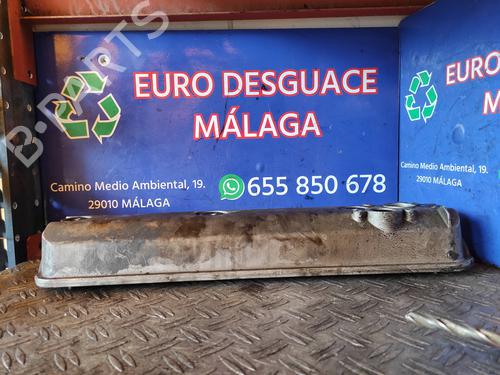 EURO DESGUACE
MÁLAGA
Camino Medio Ambiental, 19.
29010 MÁLAGA
655 850 678
EURO
M
Camino Medio Ambiental, 19.
29010 MÁLAGA
B-PARTS